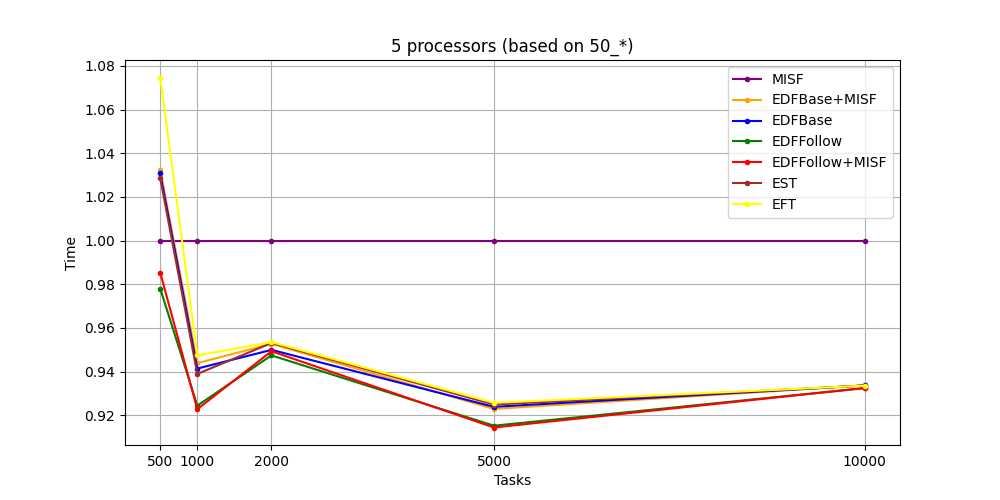 5 processors (based on 50_*)
1.08
1.06
1.04
1.02
1.00
0.98
0.96
0.94
0.92
Time
MISF
EDFBase+MISF
EDFBase
EDFFollow
EDFFollow+MISF
EST
EFT
500 1000 2000 5000 10000
Tasks